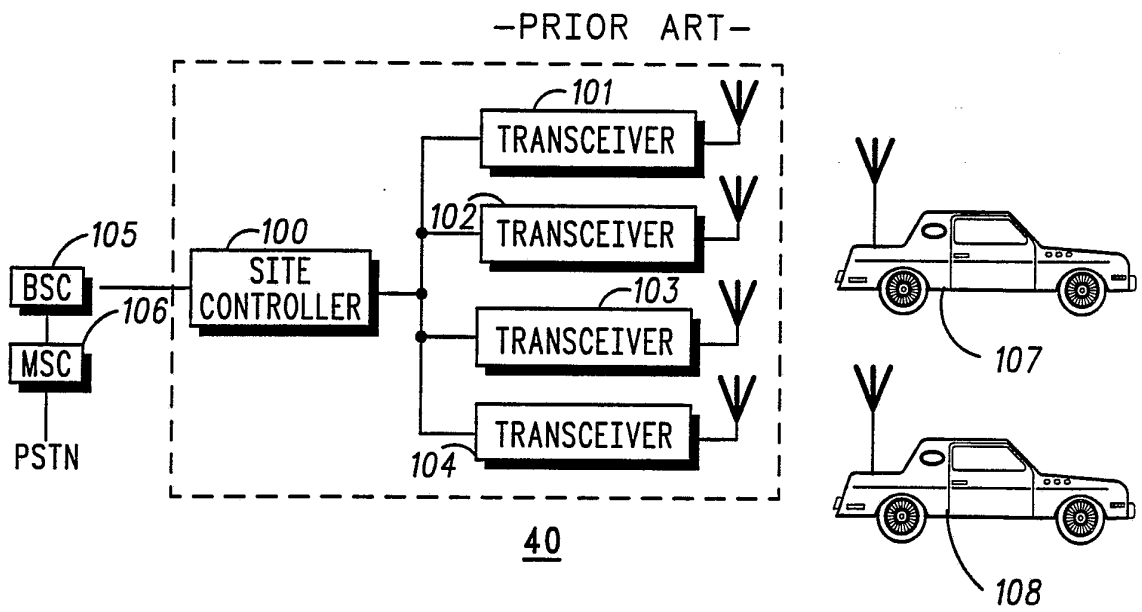 -PRIOR ART-
101
TRANSCEIVER
102
TRANSCEIVER
105
100
BSC
SITE
CONTROLLER
103
TRANSCEIVER
106
MSC
107
TRANSCEIVER
104
PSTN
40
108